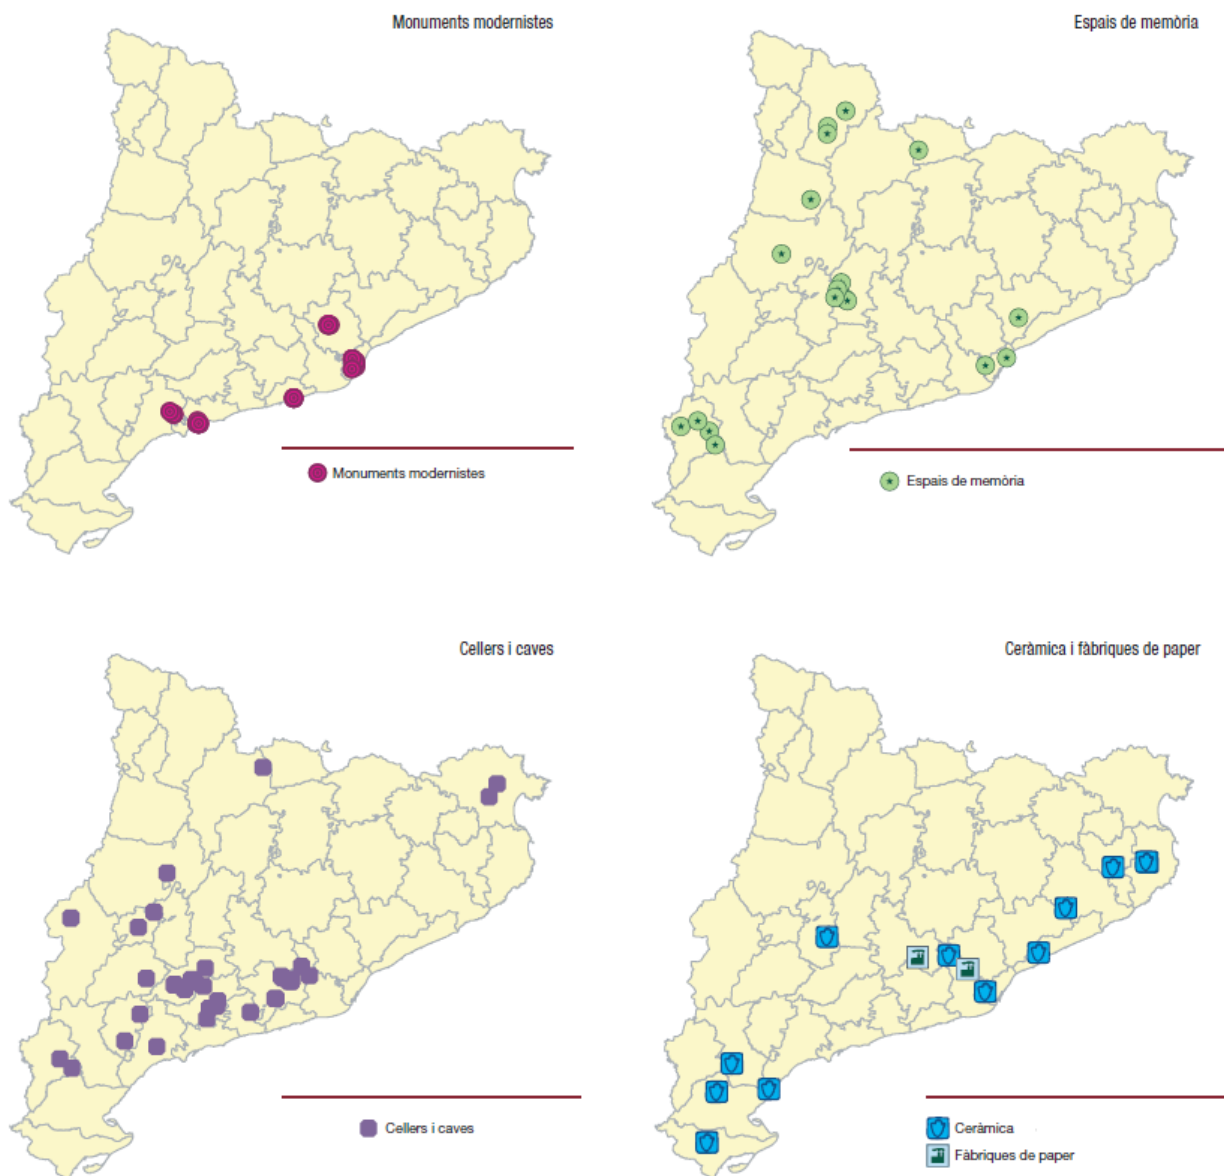 Monuments modernistes
Espais de memòria
Monuments modernistes
Espais de memòria
Cellers i caves
Ceràmica i fàbriques de paper
Cellers i caves
Ceràmica
Fàbriques de paper